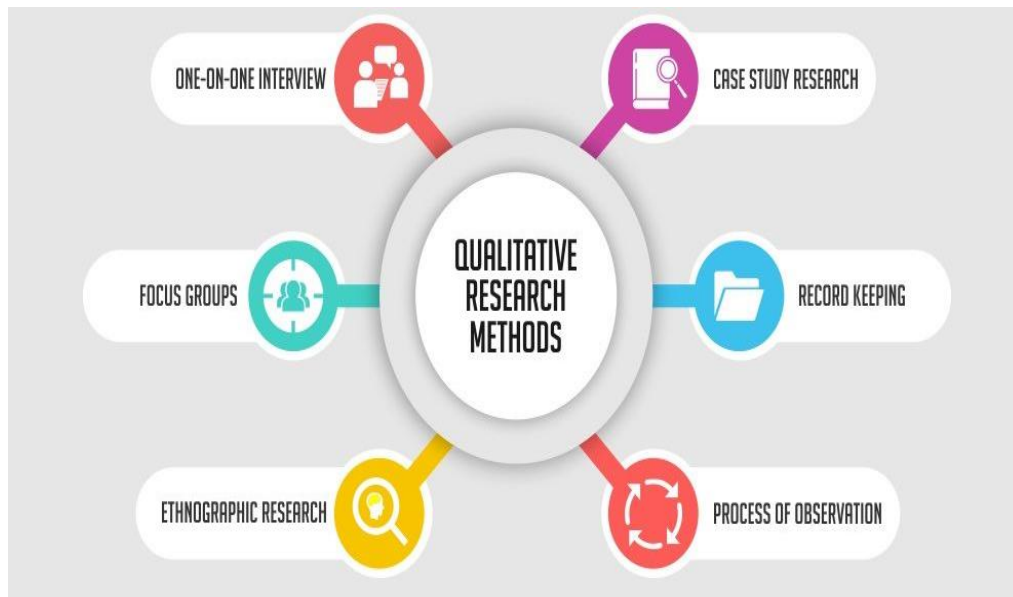 ONE-ON-ONE INTERVIEW
CASE STUDY RESEARCH
QUALITATIVE
RESEARCH
METHODS
FOCUS GROUPS
RECORD KEEPING
ETHNOGRAPHIC RESEARCH
PROCESS OF OBSERVATION